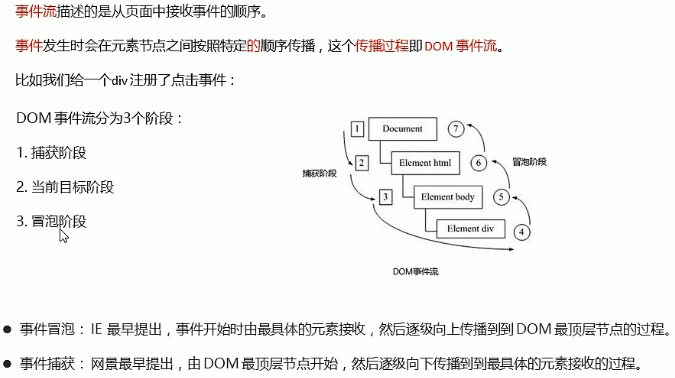 事件流描述的是从页面中接收事件的顺序。
事件发生时会在元素节点之间按照特定的顺序传播，这个传播过程即 DOM 事件流。
比如我们给一个div 注册了点击事件：
DOM 事件流分为3个阶段：
1. 捕获阶段
2. 当前目标阶段
3. 冒泡阶段
1 Document 7
2 Element html 6 冒泡阶段
捕获阶段
3 Element body 5
Element div 4
DOM事件流
● 事件冒泡： IE 最早提出，事件开始时由最具体的元素接收，然后逐级向上传播到到 DOM 最顶层节点的过程。
● 事件捕获： 网景最早提出，由 DOM 最顶层节点开始，然后逐级向下传播到到最具体的元素接收的过程。